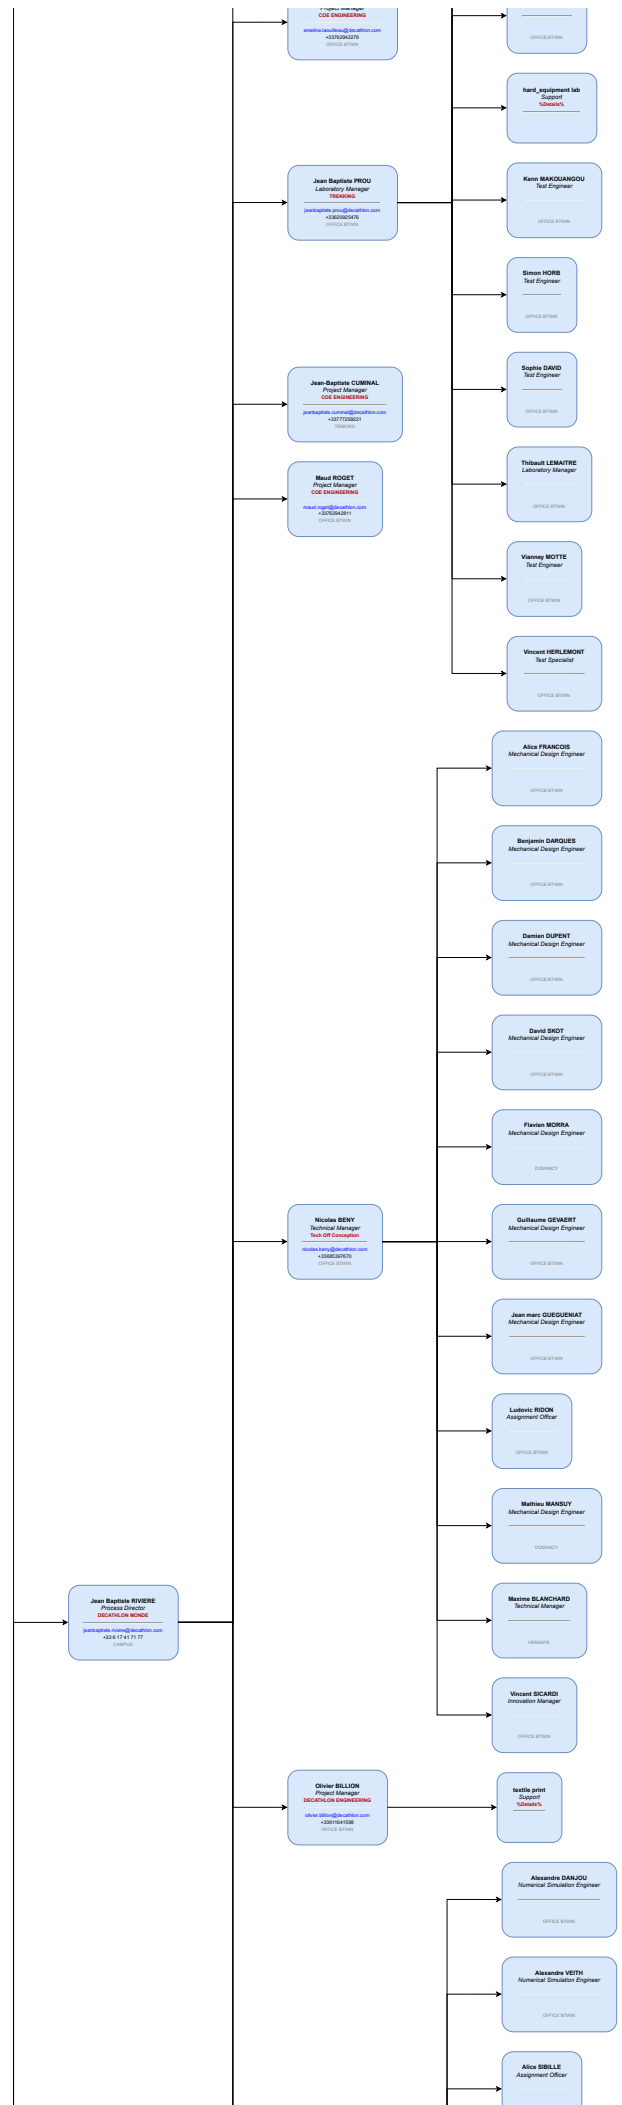 Project Manager
COE ENGINEERING
emeline.laouilleau@decathlon.com
+33762942279
OFFICE BTWIN
OFFICE BTWIN
hard_equipment lab
Support
%Details%
Jean Baptiste PROU
Laboratory Manager
TREKKING
jeanbaptiste.prou@decathlon.com
+33620925476
OFFICE BTWIN
Kenn MAKOUANGOU
Test Engineer
OFFICE BTWIN
Simon HORB
Test Engineer
OFFICE BTWIN
Sophie DAVID
Test Engineer
OFFICE BTWIN
Jean-Baptiste CUMINAL
Project Manager
COE ENGINEERING
jeanbaptiste.cuminal@decathlon.com
+33777259221
TRIBORD
Thibault LEMAITRE
Laboratory Manager
OFFICE BTWIN
Maud ROGET
Project Manager
COE ENGINEERING
maud.roget@decathlon.com
+33762942811
OFFICE BTWIN
Vianney MOTTE
Test Engineer
OFFICE BTWIN
Vincent HERLEMONT
Test Specialist
OFFICE BTWIN
Alice FRANCOIS
Mechanical Design Engineer
OFFICE BTWIN
Benjamin DARQUES
Mechanical Design Engineer
OFFICE BTWIN
Damien DUPENT
Mechanical Design Engineer
OFFICE BTWIN
David SKOT
Mechanical Design Engineer
OFFICE BTWIN
Flavien MORRA
Mechanical Design Engineer
DOMANCY
Nicolas BENY
Technical Manager
Tech Off Conception
nicolas.beny@decathlon.com
+33685397670
OFFICE BTWIN
Guillaume GEVAERT
Mechanical Design Engineer
OFFICE BTWIN
Jean marc GUEGUENIAT
Mechanical Design Engineer
OFFICE BTWIN
Ludovic RIDON
Assignment Officer
OFFICE BTWIN
Mathieu MANSUY
Mechanical Design Engineer
DOMANCY
Jean Baptiste RIVIERE
Process Director
DECATHLON MONDE
jeanbaptiste.riviere@decathlon.com
+33 6 17 41 71 77
CAMPUS
Maxime BLANCHARD
Technical Manager
HENDAYE
Vincent SICARDI
Innovation Manager
OFFICE BTWIN
Olivier BILLION
Project Manager
DECATHLON ENGINEERING
olivier.billion@decathlon.com
+33611641598
OFFICE BTWIN
textile print
Support
%Details%
Alexandre DANJOU
Numerical Simulation Engineer
OFFICE BTWIN
Alexandre VEITH
Numerical Simulation Engineer
OFFICE BTWIN
Alice SIBILLE
Assignment Officer